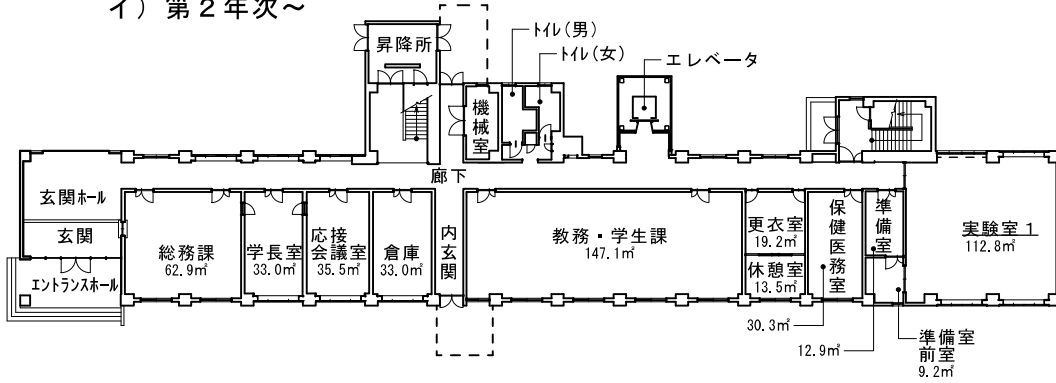 イ）第２年次～
昇降所
ﾄｲﾚ(男)
ﾄｲﾚ(女)
エレベータ
機械室
廊下
玄関ﾎｰﾙ
玄関
ｴﾝﾄﾗﾝｽﾎｰﾙ
総務課
62.9㎡
学長室
33.0㎡
応接
会議室
35.5㎡
倉庫
33.0㎡
内玄関
教務・学生課
147.1㎡
更衣室
19.2㎡
休憩室
13.5㎡
保健医務室
30.3㎡
準備室
12.9㎡
準備室
前室
9.2㎡
実験室１
112.8㎡